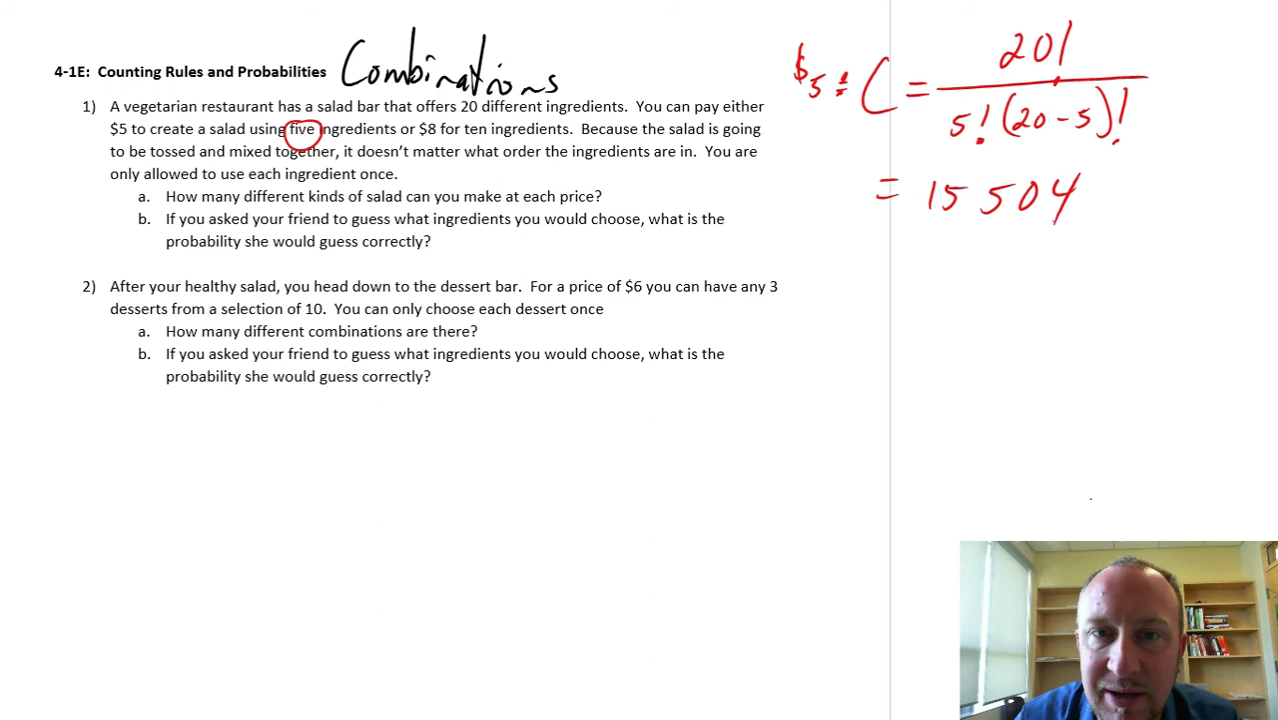 4-1E: Counting Rules and Probabilities Combinations
1) A vegetarian restaurant has a salad bar that offers 20 different ingredients. You can pay either
$5 to create a salad using five ingredients or $8 for ten ingredients. Because the salad is going
to be tossed and mixed together, it doesn't matter what order the ingredients are in. You are
only allowed to use each ingredient once.
a. How many different kinds of salad can you make at each price?
b. If you asked your friend to guess what ingredients you would choose, what is the
probability she would guess correctly?
2) After your healthy salad, you head down to the dessert bar. For a price of $6 you can have any 3
desserts from a selection of 10. You can only choose each dessert once
a. How many different combinations are there?
b. If you asked your friend to guess what ingredients you would choose, what is the
probability she would guess correctly?
20!
$5: C =
5!(20-5)!
= 15 504